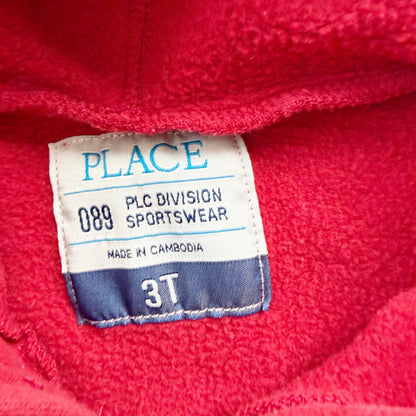 PLACE
089 PLC DIVISION
SPORTSWEAR
MADE IN CAMBODIA
3T